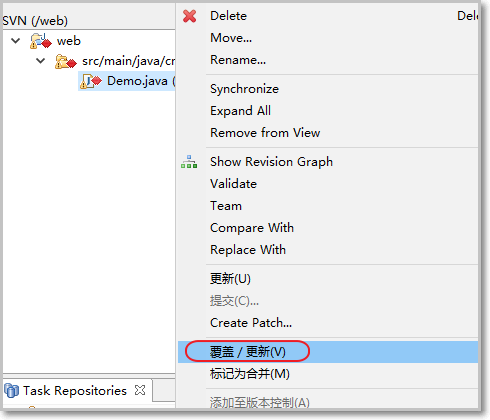 SVN (/web)
web
src/main/java/cr
Demo.java (
Delete
Del
Move...
Rename...
Synchronize
Expand All
Remove from View
Show Revision Graph
Validate
Team
Compare With
Replace With
更新(U)
提交(C)...
Create Patch...
覆盖 / 更新(V)
标记为合并(M)
添加至版本控制(A)
Task Repositories